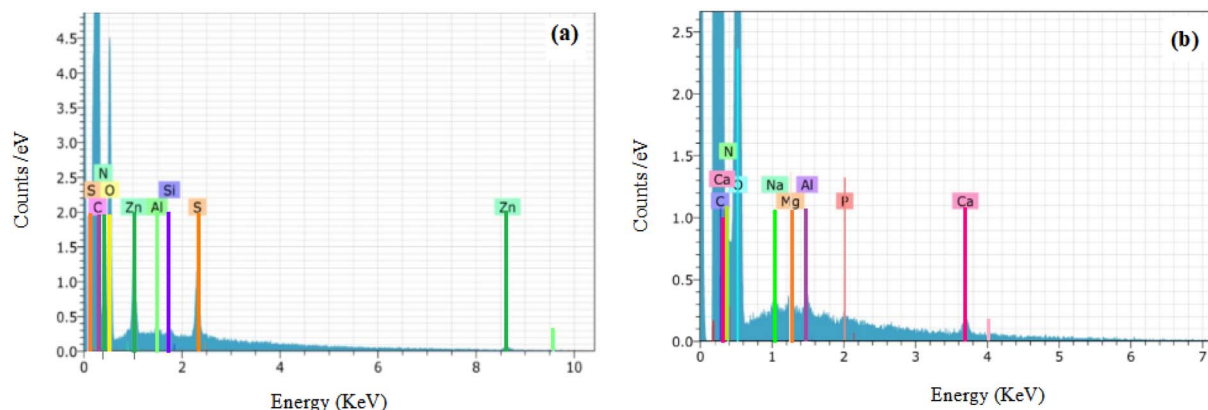 (a)
Counts /eV
4.5
4.0
3.5
3.0
2.5
2.0
1.5
1.0
0.5
0.0
N
S O Si
C Zn Al S Zn
0 2 4 6 8 10
Energy (KeV)
(b)
Counts /eV
2.5
2.0
1.5
1.0
0.5
0.0
N
Ca O Na Al
C Mg P Ca
0 1 2 3 4 5 6 7
Energy (KeV)